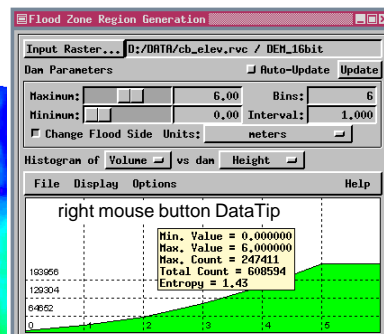 Flood Zone Region Generation
Input Raster... D:/DATA/cb_elev.rvc / DEM_16bit
Dam Parameters Auto-Update Update
Maximum: 6.00 Bins: 6
Minimum: 0.00 Interval: 1.000
Change Flood Side Units: meters
Histogram of Volume vs dam Height
File Display Options Help
right mouse button DataTip
Min. Value = 0.000000
Max. Value = 6.000000
Max. Count = 247411
Total Count = 608594
Entropy = 1.43
193956
129304
64652
0 1 2 3 4 5